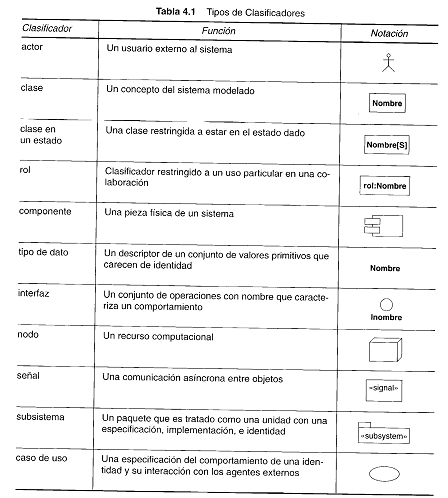 Tabla 4.1 Tipos de Clasificadores
Clasificador Función Notación
actor Un usuario externo al sistema
clase Un concepto del sistema modelado Nombre
clase en
un estado Una clase restringida a estar en el estado dado Nombre[S]
rol Clasificador restringido a un uso particular en una co-
laboración rol:Nombre
componente Una pieza física de un sistema
tipo de dato Un descriptor de un conjunto de valores primitivos que
carecen de identidad Nombre
interfaz Un conjunto de operaciones con nombre que caracte-
riza un comportamiento Inombre
nodo Un recurso computacional
señal Una comunicación asíncrona entre objetos «signal»
subsistema Un paquete que es tratado como una unidad con una
especificación, implementación, e identidad «subsystem»
caso de uso Una especificación del comportamiento de una iden-
tidad y su interacción con los agentes externos